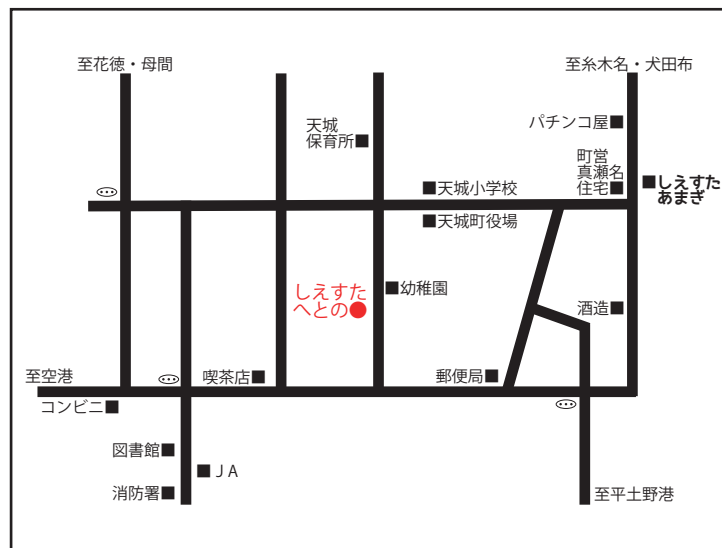 至花徳・母間
至糸木名・犬田布
パチンコ屋
天城
保育所
町営
真瀬名
住宅
しえすた
あまぎ
天城小学校
天城町役場
しえすた
へとの
幼稚園
酒造
至空港
喫茶店
郵便局
コンビニ
図書館
ＪＡ
消防署
至平土野港